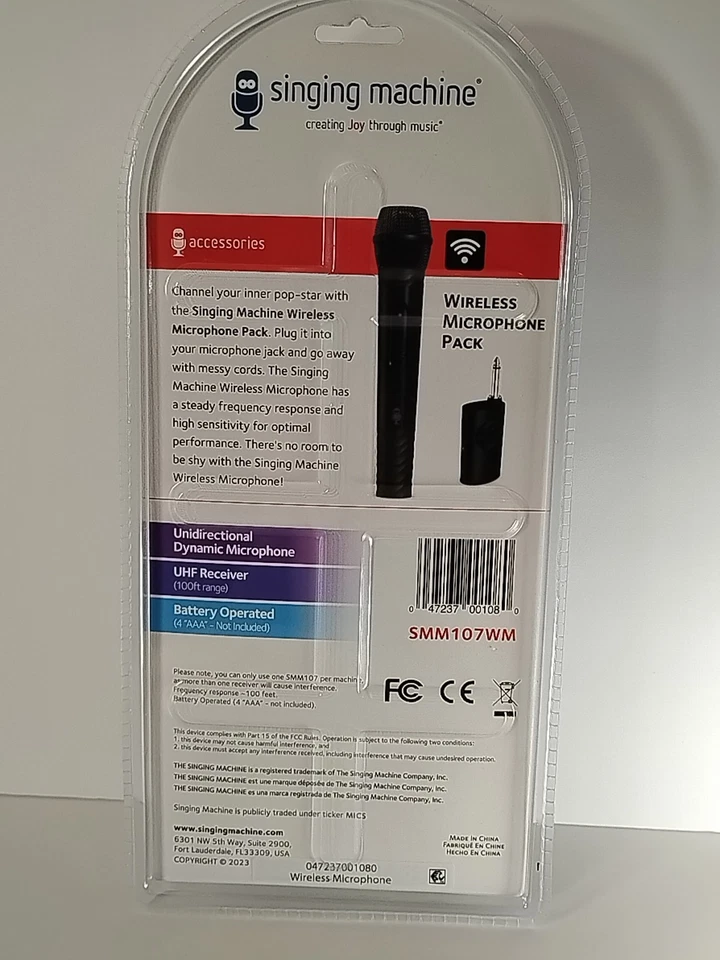 singing machine®
creating Joy through music®
accessories
Channel your inner pop-star with
the Singing Machine Wireless
Microphone Pack. Plug it into
your microphone jack and go away
with messy cords. The Singing
Machine Wireless Microphone has
a steady frequency response and
high sensitivity for optimal
performance. There's no room to
be shy with the Singing Machine
Wireless Microphone!
WIRELESS
MICROPHONE
PACK
Unidirectional
Dynamic Microphone
UHF Receiver
(100ft range)
Battery Operated
(4 "AAA" - Not Included)
0 47237 00108 0
SMM107WM
Please note, you can only use one SMM107 per machine,
as more than one receiver will cause interference.
Frequency response ~100 feet.
Battery Operated (4 "AAA" - not included).
FC CE
This device complies with Part 15 of the FCC Rules. Operation is subject to the following two conditions:
1. this device may not cause harmful interference, and
2. this device must accept any interference received, including interference that may cause undesired operation.
THE SINGING MACHINE is a registered trademark of The Singing Machine Company, Inc.
THE SINGING MACHINE est une marque déposée de The Singing Machine Company, Inc.
THE SINGING MACHINE es una marca registrada de The Singing Machine Company, Inc.
Singing Machine is publicly traded under ticker MICS
www.singingmachine.com
6301 NW 5th Way, Suite 2900,
Fort Lauderdale, FL33309, USA
COPYRIGHT © 2023
047237001080
Wireless Microphone
MADE IN CHINA
FABRIQUÉ EN CHINE
HECHO EN CHINA